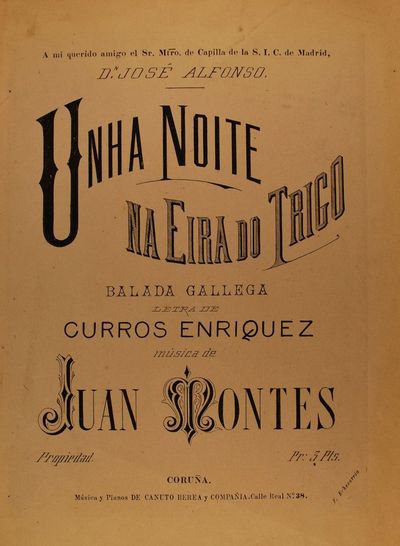 A mi querido amigo el Sr. Mtro. de Capilla de la S. I. C. de Madrid,
D.N JOSÉ ALFONSO.
UNHA NOITE
NA EIRA DO TRIGO
BALADA GALLEGA
LETRA DE
CURROS ENRIQUEZ
música de
JUAN MONTES
Propiedad. Pr: 3 Pts.
CORUÑA.
Música y Pianos DE CANUTO BEREA y COMPAÑIA. Calle Real Nº 38.
L. Echevarría